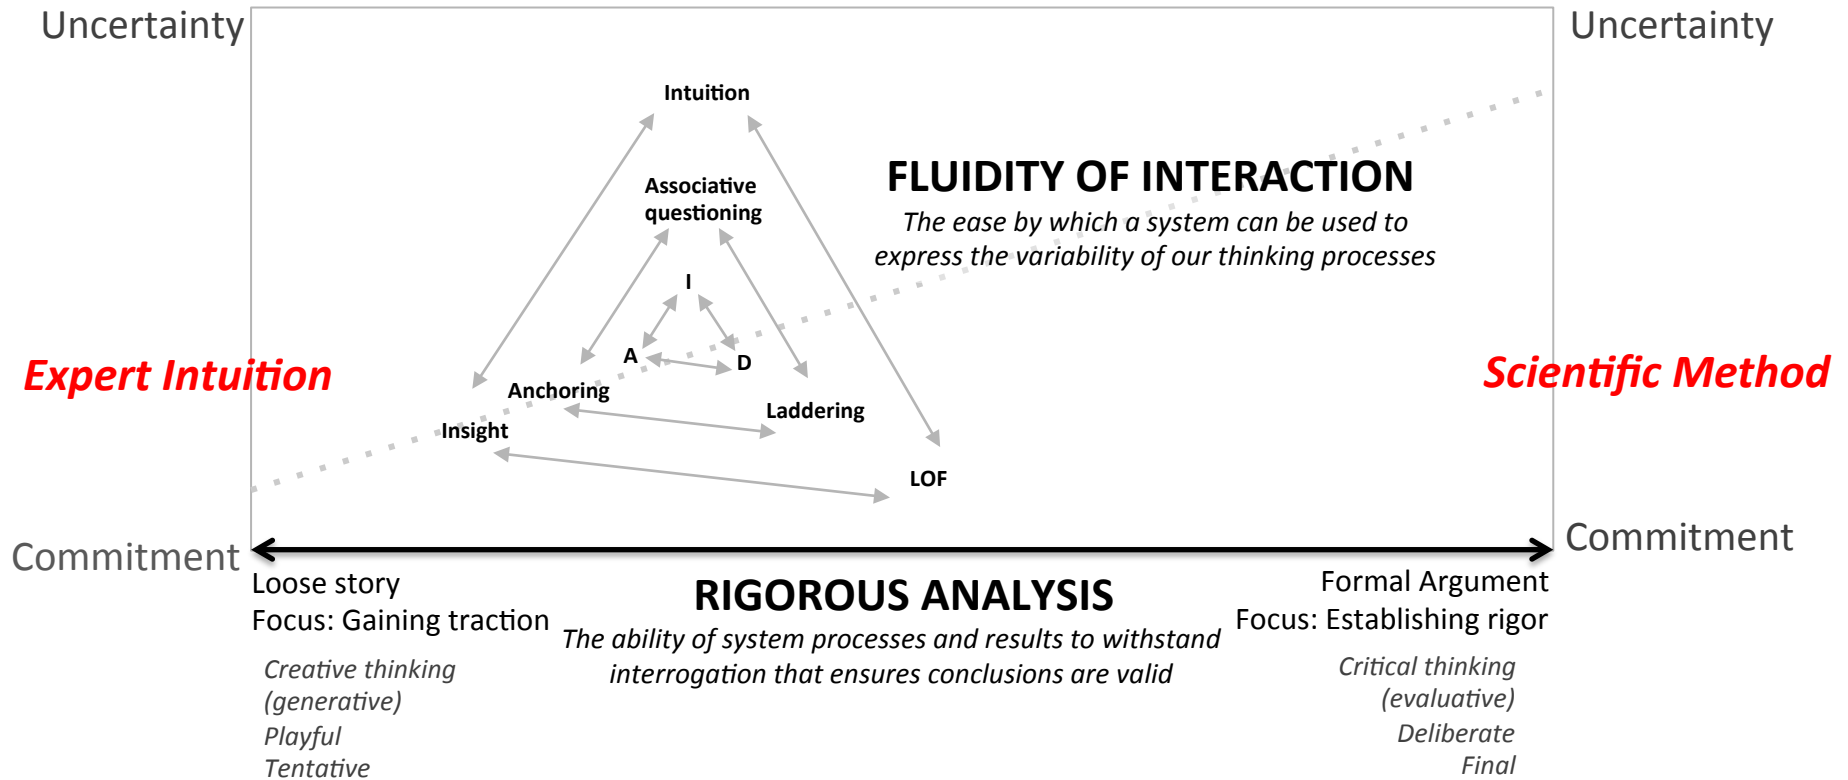 Uncertainty
Uncertainty
Intuition
FLUIDITY OF INTERACTION
The ease by which a system can be used to
express the variability of our thinking processes
Associative
questioning
I
A
D
Expert Intuition
Scientific Method
Anchoring
Laddering
Insight
LOF
Commitment
Commitment
Loose story
Focus: Gaining traction
Creative thinking
(generative)
Playful
Tentative
RIGOROUS ANALYSIS
The ability of system processes and results to withstand
interrogation that ensures conclusions are valid
Formal Argument
Focus: Establishing rigor
Critical thinking
(evaluative)
Deliberate
Final